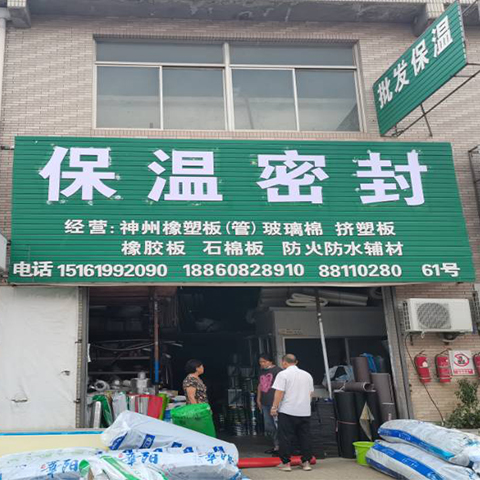 批发保温
保温密封
经营:神州橡塑板(管)玻璃棉 挤塑板
橡胶板 石棉板 防火防水辅材
电话 15161992090 18860828910 88110280 61号